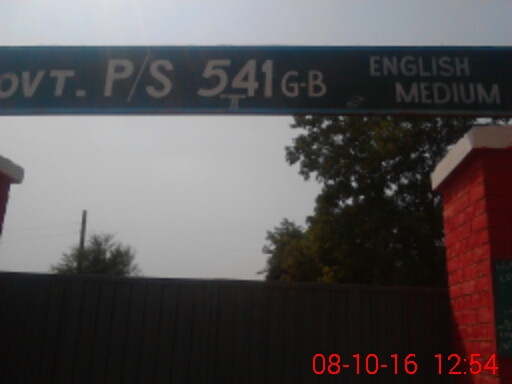 OVT. P/S 541 G-B ENGLISH
MEDIUM
08-10-16 12:54